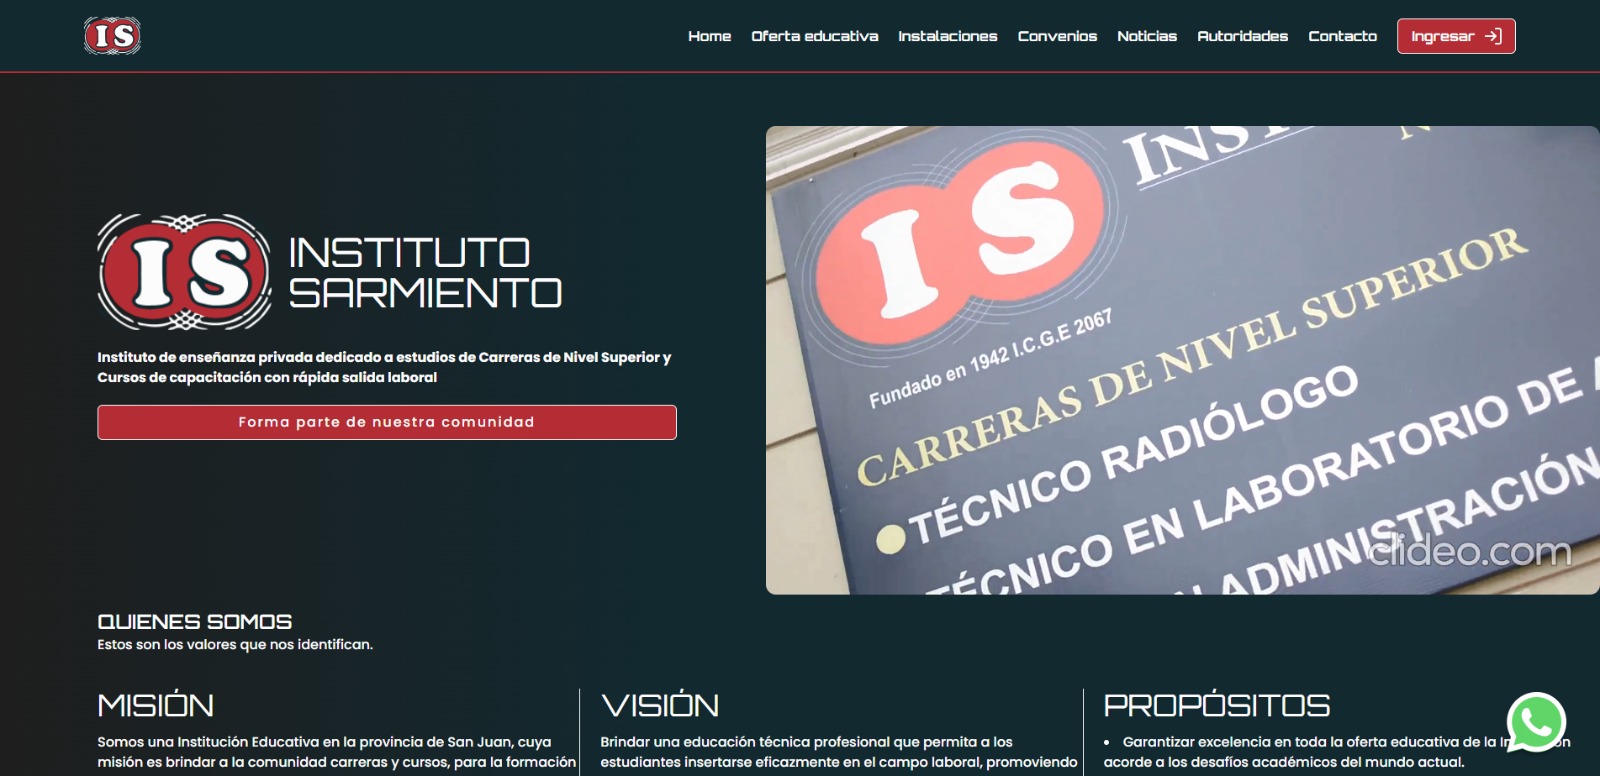 IS
Home Oferta educativa Instalaciones Convenios Noticias Autoridades Contacto Ingresar
IS
INSTITUTO
SARMIENTO
Instituto de enseñanza privada dedicado a estudios de Carreras de Nivel Superior y
Cursos de capacitación con rápida salida laboral
Forma parte de nuestra comunidad
IS
Fundado en 1942 I.C.G.E 2067
CARRERAS DE NIVEL SUPERIOR
TÉCNICO RADIÓLOGO
TÉCNICO EN LABORATORIO DE
ADMINISTRACIÓN
clideo.com
QUIENES SOMOS
Estos son los valores que nos identifican.
MISIÓN
Somos una Institución Educativa en la provincia de San Juan, cuya
misión es brindar a la comunidad carreras y cursos, para la formación
VISIÓN
Brindar una educación técnica profesional que permita a los
estudiantes insertarse eficazmente en el campo laboral, promoviendo
PROPÓSITOS
• Garantizar excelencia en toda la oferta educativa de la
acorde a los desafíos académicos del mundo actual.